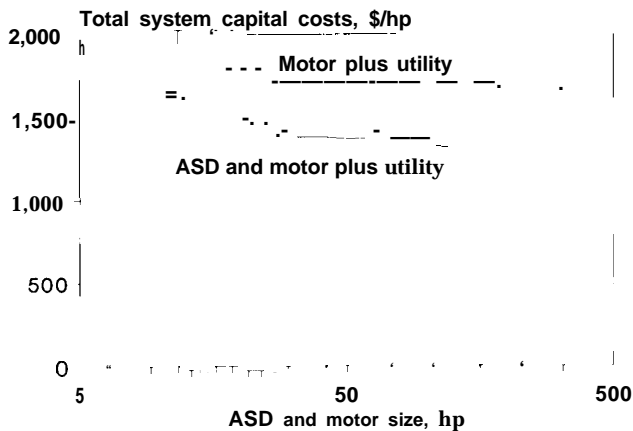 Total system capital costs, $/hp
2,000
Motor plus utility
1,500-
ASD and motor plus utility
1,000
500
0
5 50 500
ASD and motor size, hp